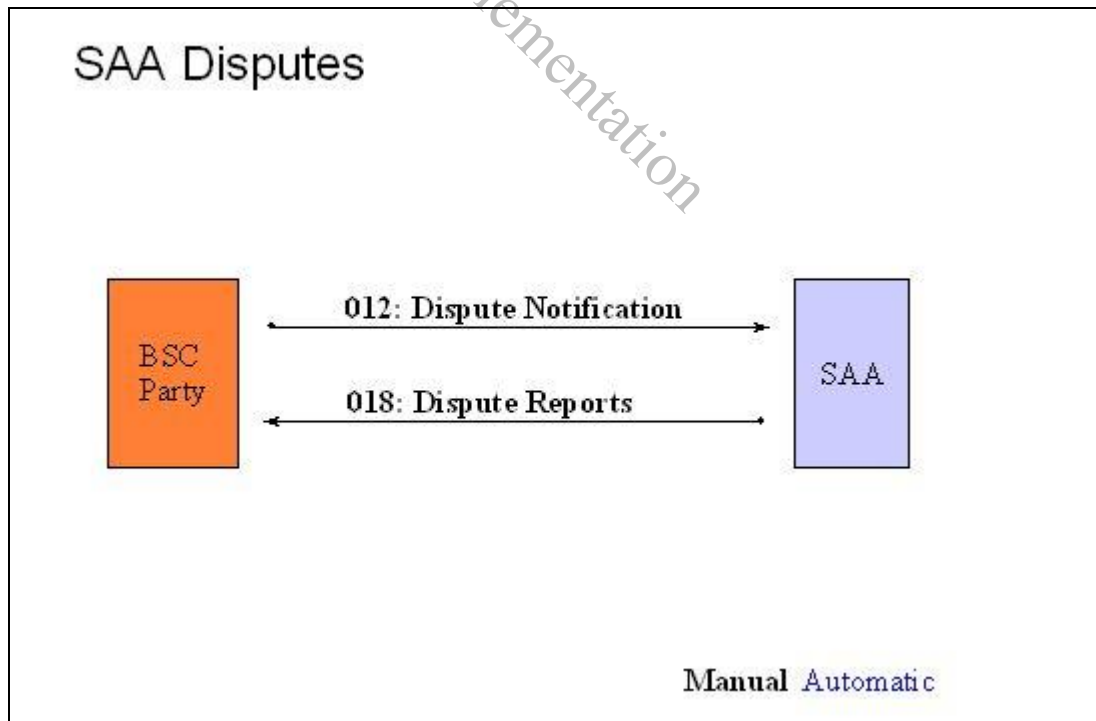 SAA Disputes
012: Dispute Notification
BSC
Party
SAA
018: Dispute Reports
Manual Automatic